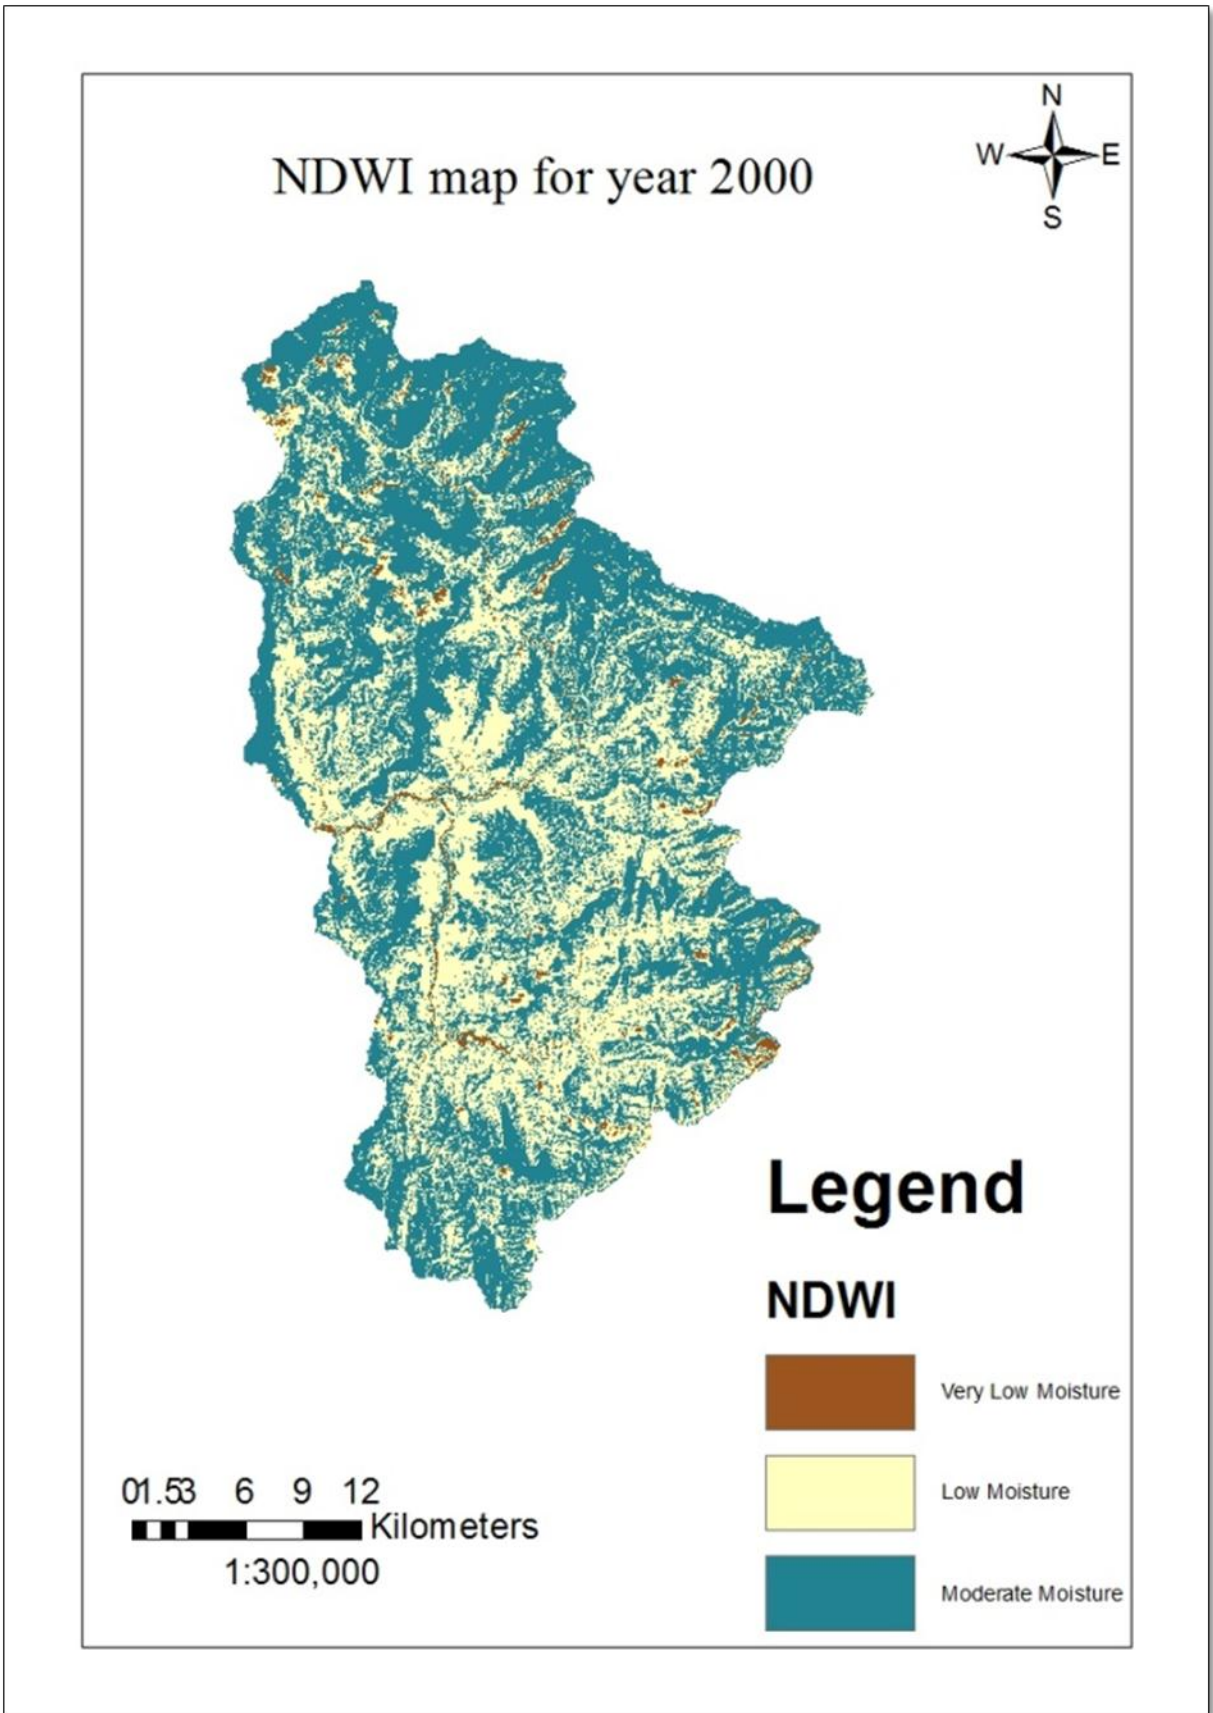 N
W E
S
NDWI map for year 2000
Legend
NDWI
Very Low Moisture
Low Moisture
Moderate Moisture
01.53 6 9 12
Kilometers
1:300,000